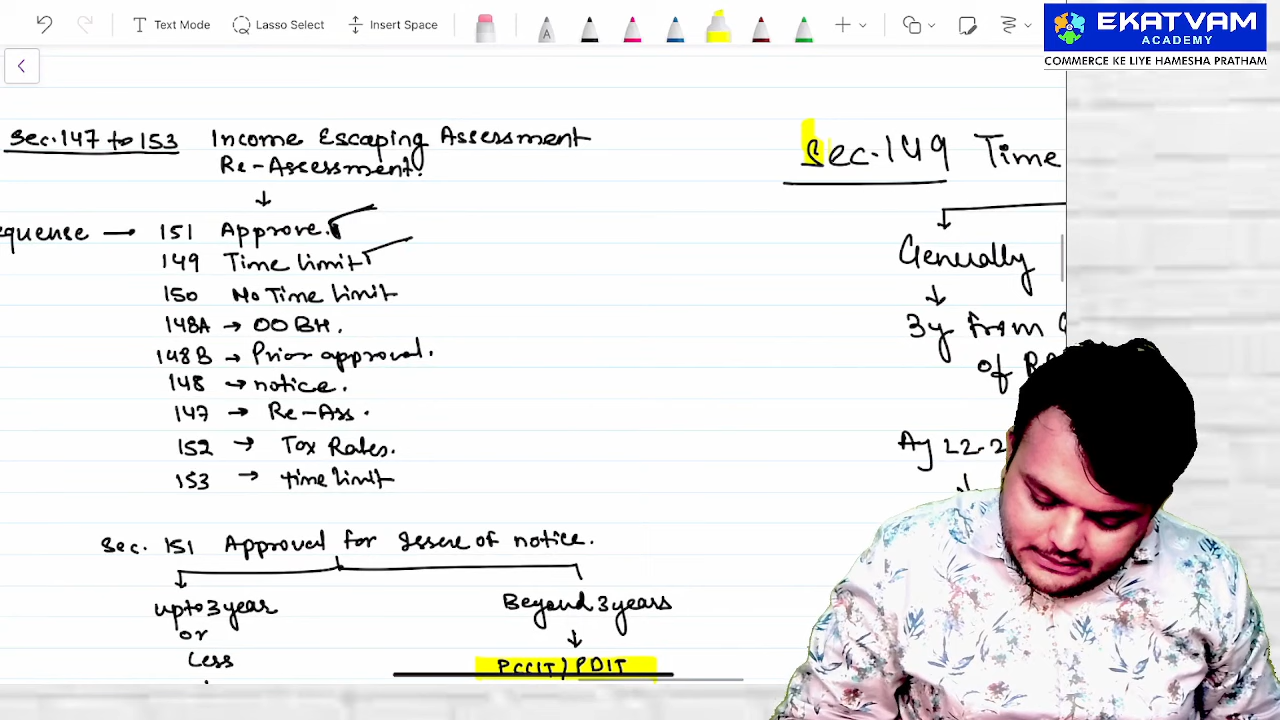 Text Mode
Lasso Select
Insert Space
EKATVAM
ACADEMY
COMMERCE KE LIYE HAMESHA PRATHAM
Sec.147 to 153 Income Escaping Assessment
Re-Assessment.
equense → 151 Approve.
149 Time limit
150 No Time limit
148A → OOBH.
148B → Prior approval.
148 → notice.
147 → Re-Ass.
152 → Tax Rates.
153 → time limit
Sec. 151 Approval for Issue of notice.
upto 3 year
or
Less
Beyond 3 years
PCCIT/PDIT
Sec.149 Time
Generally
3y from
of
Ay 22-2